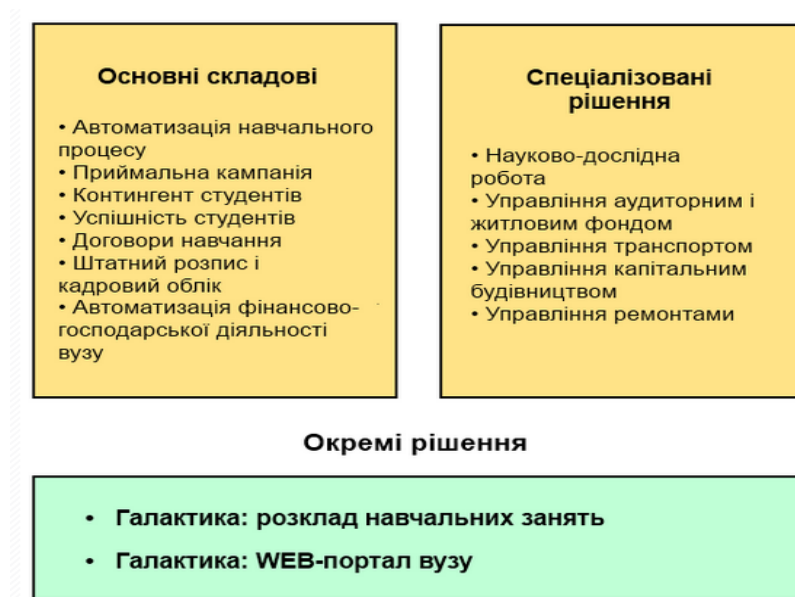 Основні складові
• Автоматизація навчального
процесу
• Приймальна кампанія
• Контингент студентів
• Успішність студентів
• Договори навчання
• Штатний розпис і
кадровий облік
• Автоматизація фінансово-
господарської діяльності
вузу
Спеціалізовані
рішення
• Науково-дослідна
робота
• Управління аудиторним і
житловим фондом
• Управління транспортом
• Управління капітальним
будівництвом
• Управління ремонтами
Окремі рішення
• Галактика: розклад навчальних занять
• Галактика: WEB-портал вузу